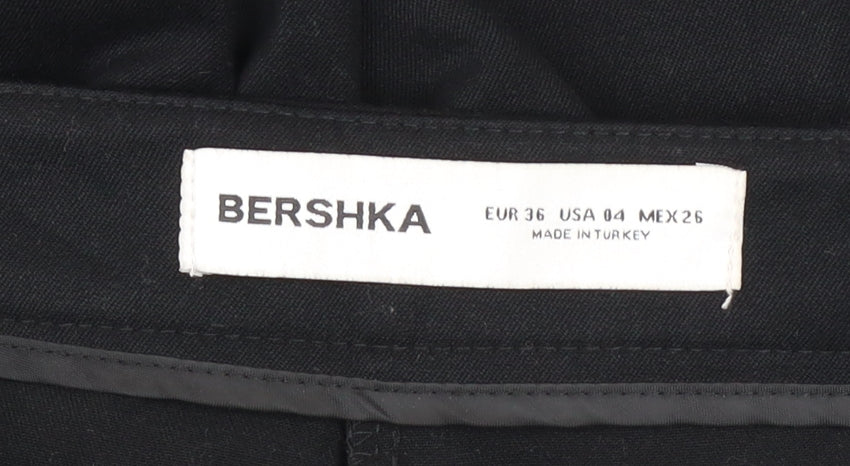 BERSHKA
EUR 36 USA 04 MEX 26
MADE IN TURKEY